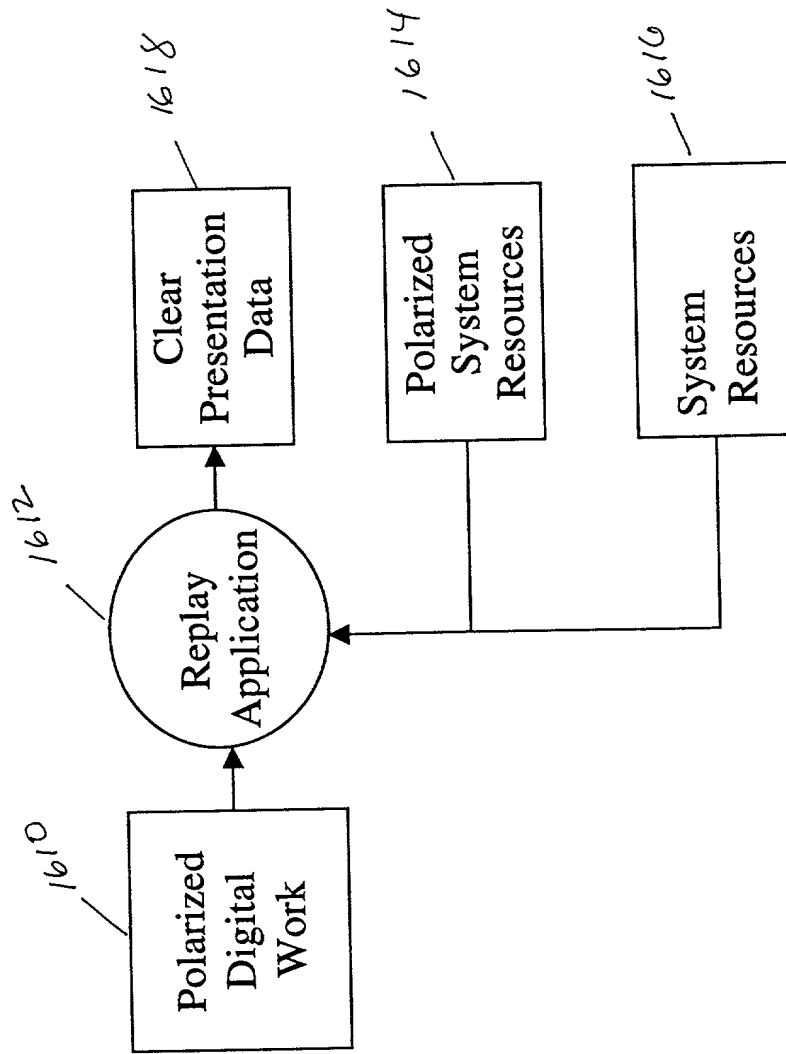 1610
Polarized
Digital
Work
1612
Replay
Application
1618
Clear
Presentation
Data
1614
Polarized
System
Resources
1616
System
Resources